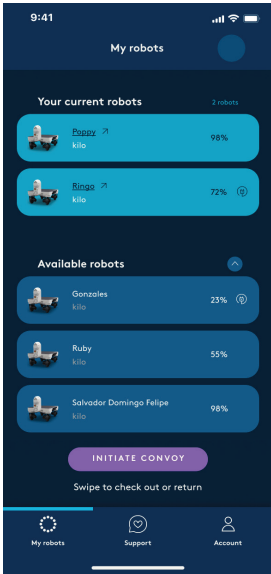 9:41
My robots
Your current robots 2 robots
Poppy ↗
kilo
98%
Ringo ↗
kilo
72%
Available robots
Gonzales
kilo
23%
Ruby
kilo
55%
Salvador Domingo Felipe
kilo
98%
INITIATE CONVOY
Swipe to check out or return
My robots Support Account